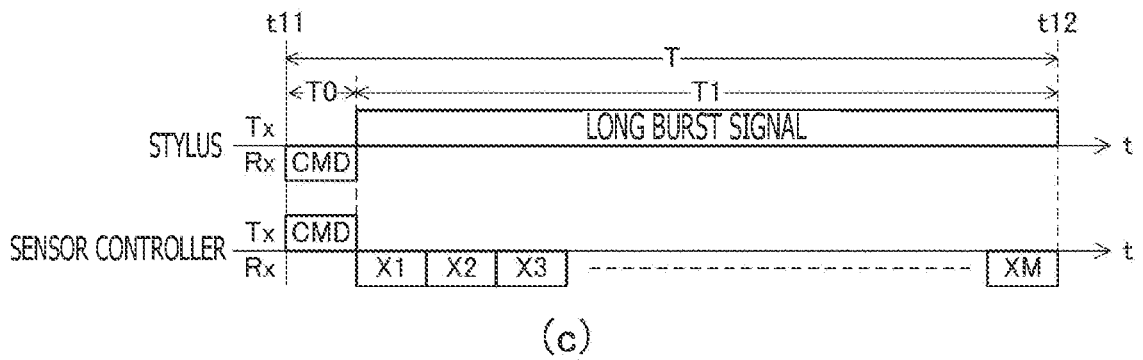 t11 t12
T
T0 T1
Tx LONG BURST SIGNAL
STYLUS t
Rx CMD
Tx CMD
SENSOR CONTROLLER t
Rx X1 X2 X3 XM
(c)